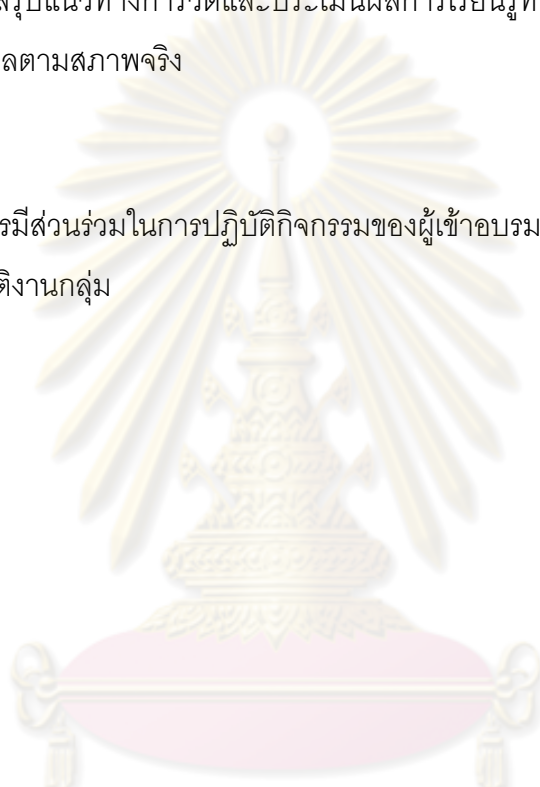 สรุปแนวทางการวัดและประเมินผลการเรียนรู้ที่
ลตามสภาพจริง
รมีส่วนร่วมในการปฏิบัติกิจกรรมของผู้เข้าอบรม
ติงานกลุ่ม